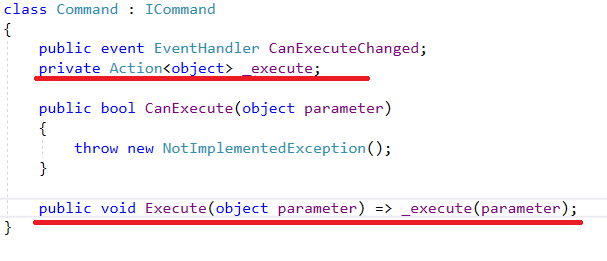 class Command : ICommand
{
    public event EventHandler CanExecuteChanged;
    private Action<object> _execute;

    public bool CanExecute(object parameter)
    {
        throw new NotImplementedException();
    }

    public void Execute(object parameter) => _execute(parameter);
}